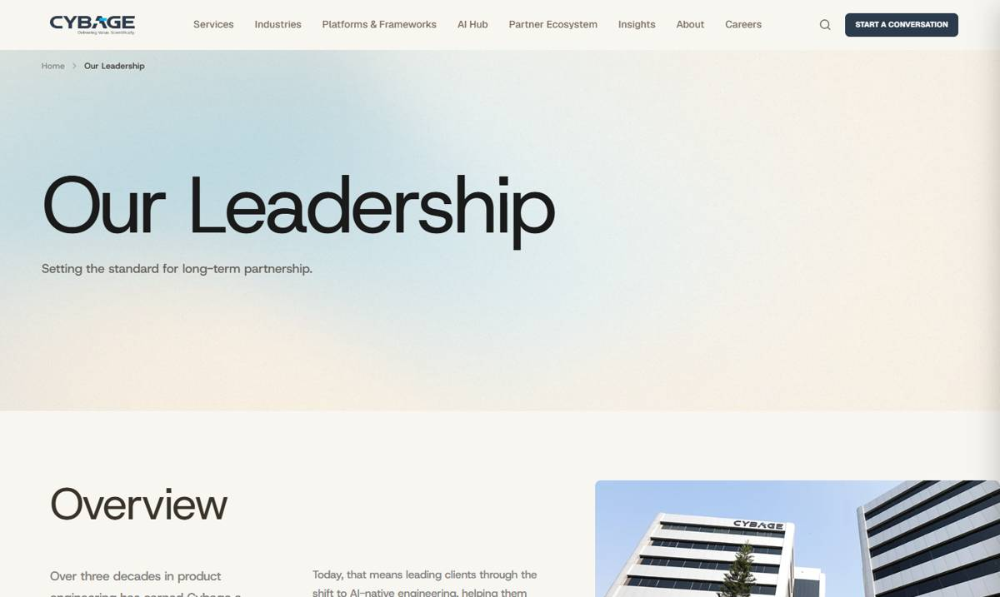 CYBAGE
Delivering Value. Scientifically.
Services
Industries
Platforms & Frameworks
AI Hub
Partner Ecosystem
Insights
About
Careers
START A CONVERSATION
Home
Our Leadership
Our Leadership
Setting the standard for long-term partnership.
Overview
Over three decades in product
engineering has earned Cybage a
Today, that means leading clients through the
shift to AI-native engineering, helping them
CYBAGE